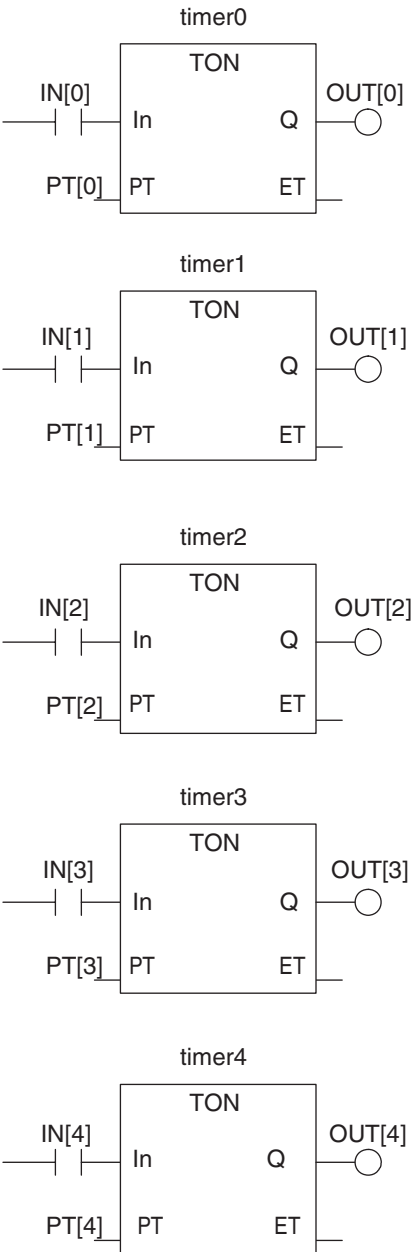 timer0
TON
IN[0] OUT[0]
In Q
PT[0] PT ET
timer1
TON
IN[1] OUT[1]
In Q
PT[1] PT ET
timer2
TON
IN[2] OUT[2]
In Q
PT[2] PT ET
timer3
TON
IN[3] OUT[3]
In Q
PT[3] PT ET
timer4
TON
IN[4] OUT[4]
In Q
PT[4] PT ET